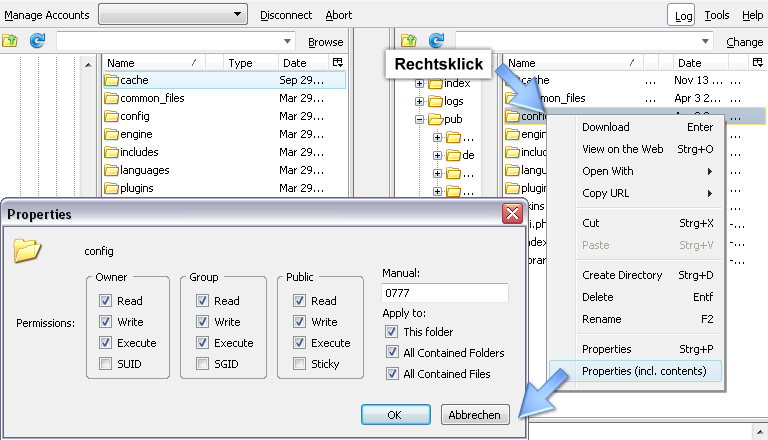 Manage Accounts Disconnect Abort Log Tools Help
Browse Change
Name Type Date Name Date
Rechtsklick
cache Sep 29...
common_files Mar 29...
config Mar 29...
engine Mar 29...
includes Mar 29...
languages Mar 29...
plugins Mar 29...
index
logs
pub
...
de
...
...
cache ... Nov 13 ...
common_files ... Apr 3 2... ...
Download Enter
View on the Web Strg+O
Open With
Copy URL
Cut Strg+X
Paste Strg+V
Create Directory Strg+D
Delete Entf
Rename F2
Properties Strg+P
Properties (incl. contents)
Properties
config
Owner Group Public
Permissions:
Read Read Read
Write Write Write
Execute Execute Execute
SUID SGID Sticky
Manual:
0777
Apply to:
This folder
All Contained Folders
All Contained Files
OK Abbrechen